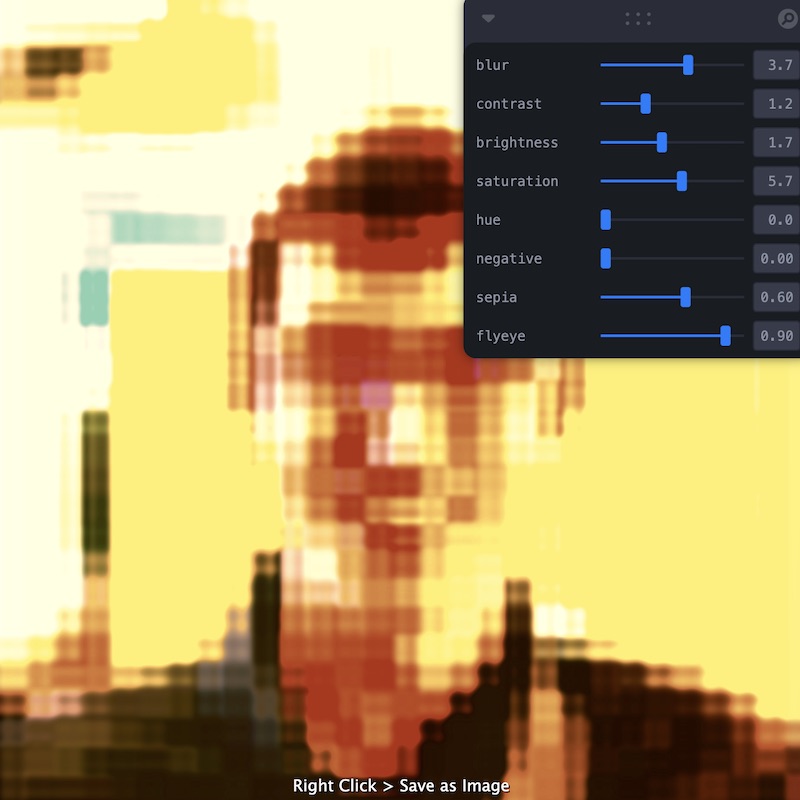 blur 3.7
contrast 1.2
brightness 1.7
saturation 5.7
hue 0.0
negative 0.00
sepia 0.60
flyeye 0.90
Right Click > Save as Image